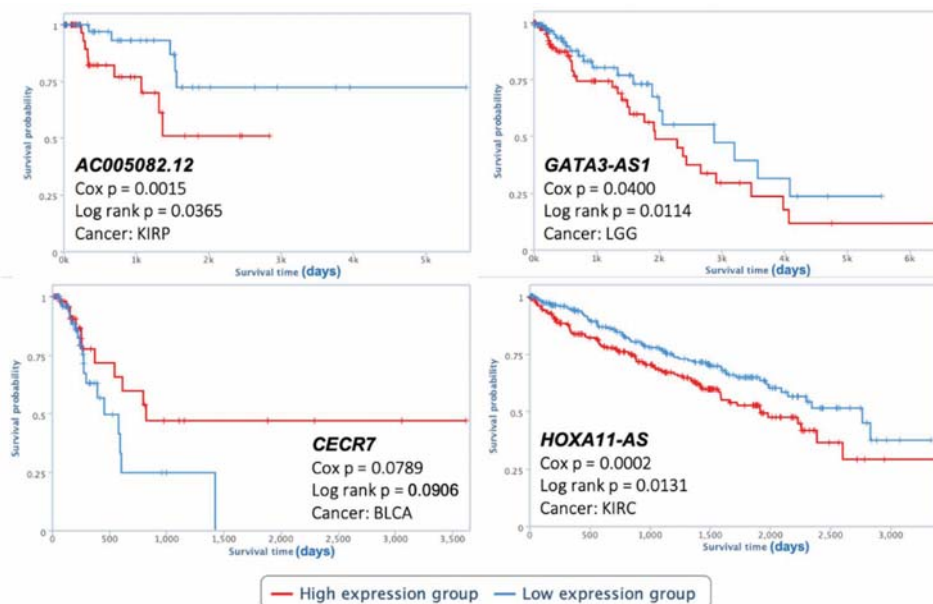 1
0.75
0.5
0.25
0
Survival probability
AC005082.12
Cox p = 0.0015
Log rank p = 0.0365
Cancer: KIRP
0k 1k 2k 3k 4k 5k
Survival time (days)
1
0.75
0.5
0.25
0
Survival probability
GATA3-AS1
Cox p = 0.0400
Log rank p = 0.0114
Cancer: LGG
0k 1k 2k 3k 4k 5k 6k
Survival time (days)
1
0.75
0.5
0.25
0
Survival probability
CECR7
Cox p = 0.0789
Log rank p = 0.0906
Cancer: BLCA
0 500 1,000 1,500 2,000 2,500 3,000 3,500
Survival time (days)
1
0.75
0.5
0.25
0
Survival probability
HOXA11-AS
Cox p = 0.0002
Log rank p = 0.0131
Cancer: KIRC
0 500 1,000 1,500 2,000 2,500 3,000
Survival time (days)
High expression group Low expression group